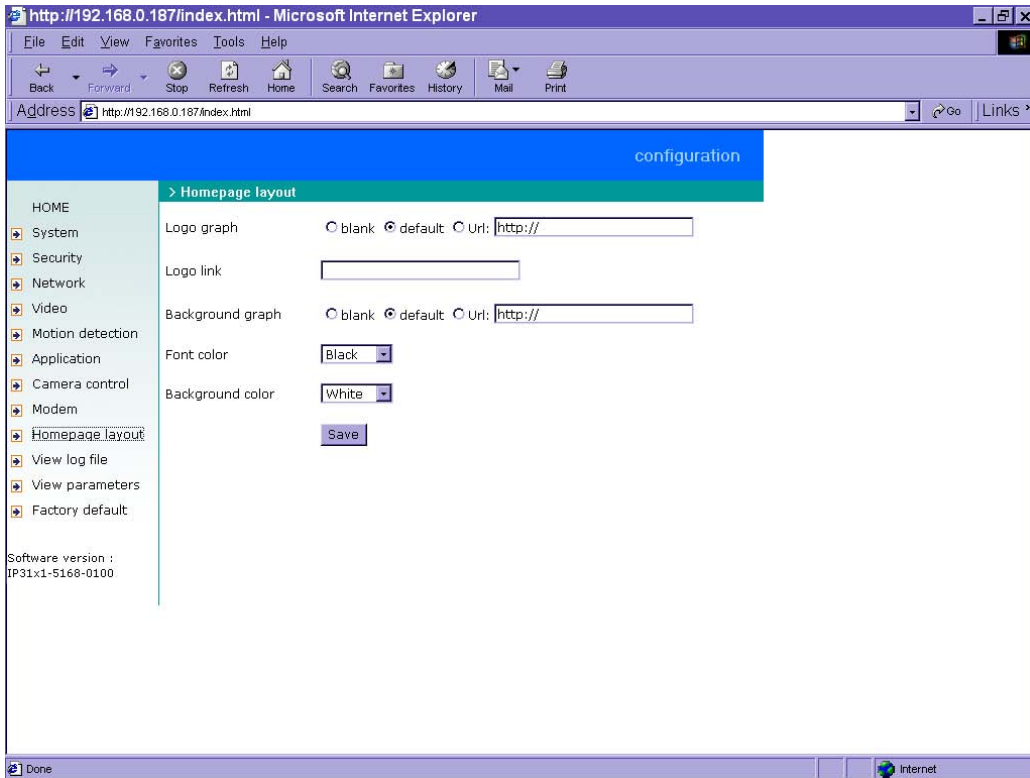 http://192.168.0.187/index.html - Microsoft Internet Explorer
File Edit View Favorites Tools Help
Back Forward Stop Refresh Home Search Favorites History Mail Print
Address http://192.168.0.187/index.html Go Links »
configuration
> Homepage layout
HOME
System
Security
Network
Video
Motion detection
Application
Camera control
Modem
Homepage layout
View log file
View parameters
Factory default
Software version :
IP31x1-5168-0100
Logo graph blank default Url: http://
Logo link
Background graph blank default Url: http://
Font color Black
Background color White
Save
Done Internet